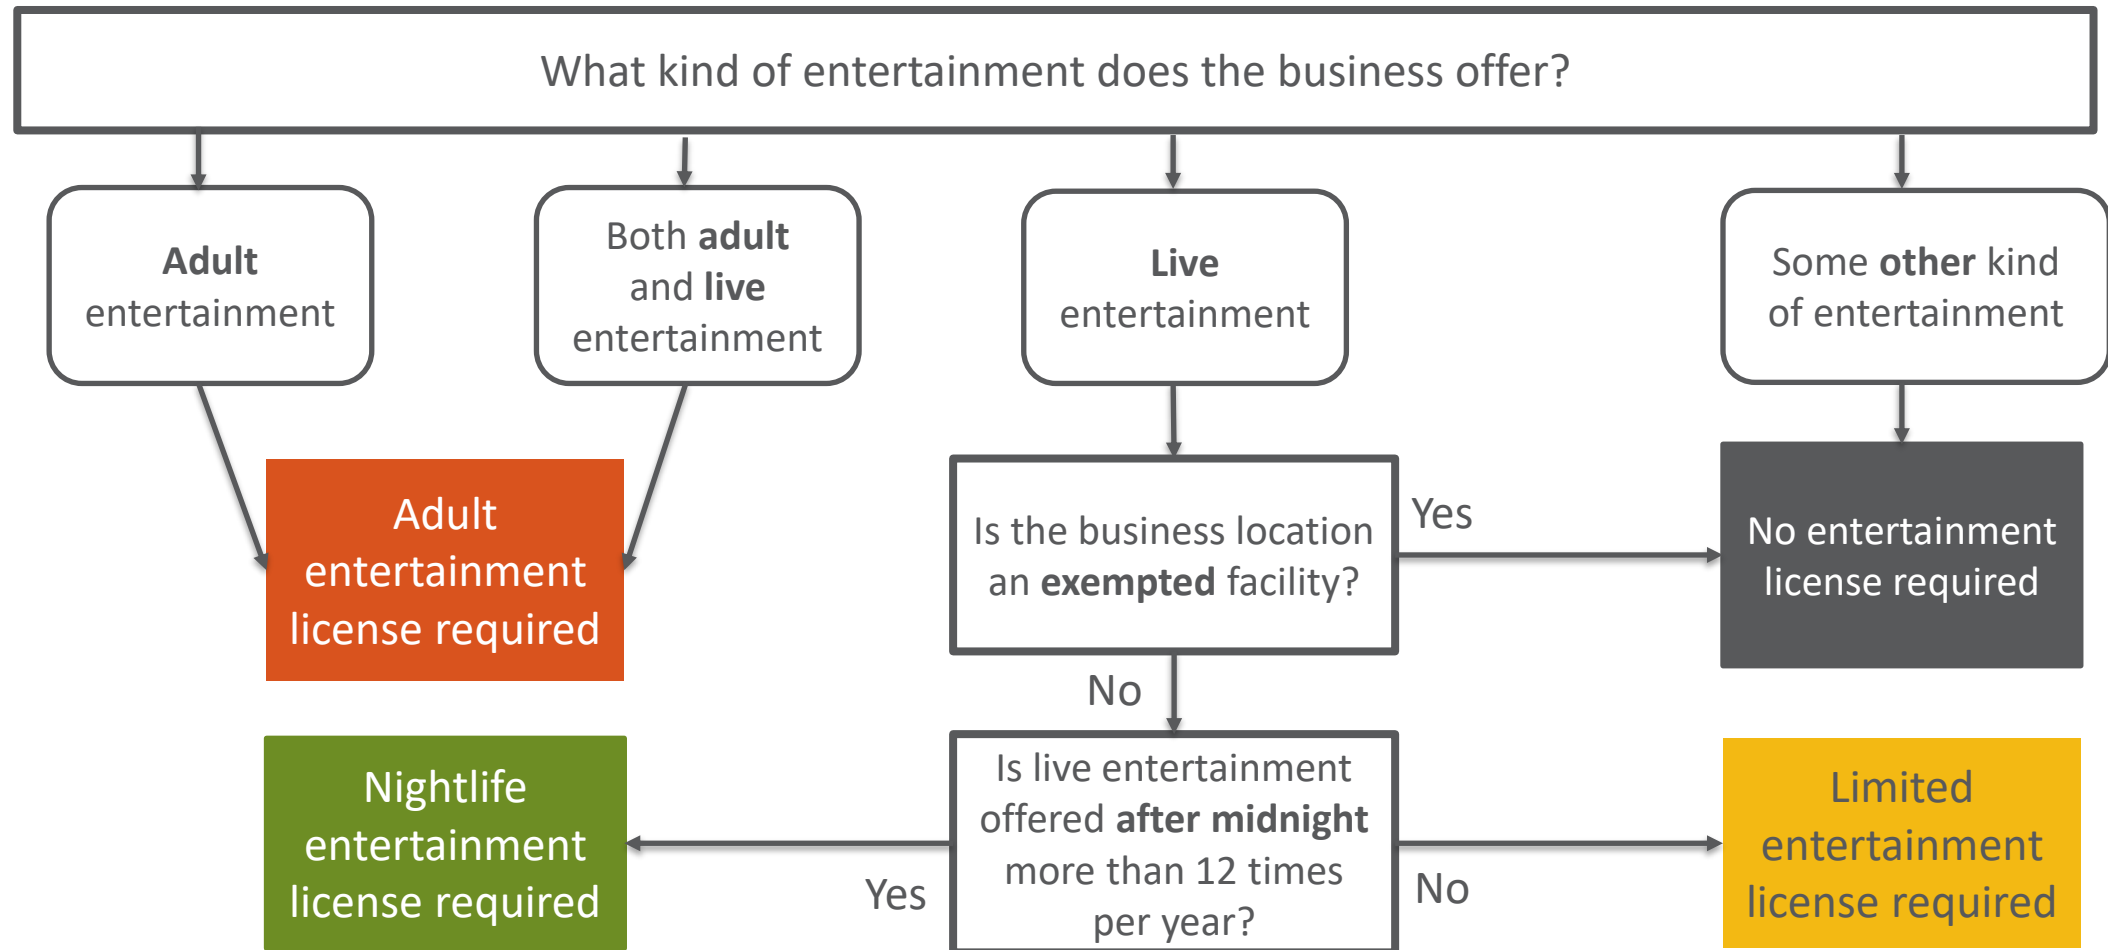 What kind of entertainment does the business offer?
Adult
entertainment
Both adult
and live
entertainment
Live
entertainment
Some other kind
of entertainment
Adult
entertainment
license required
Is the business location
an exempted facility?
Yes
No entertainment
license required
No
Nightlife
entertainment
license required
Is live entertainment
offered after midnight
more than 12 times
per year?
Yes
No
Limited
entertainment
license required